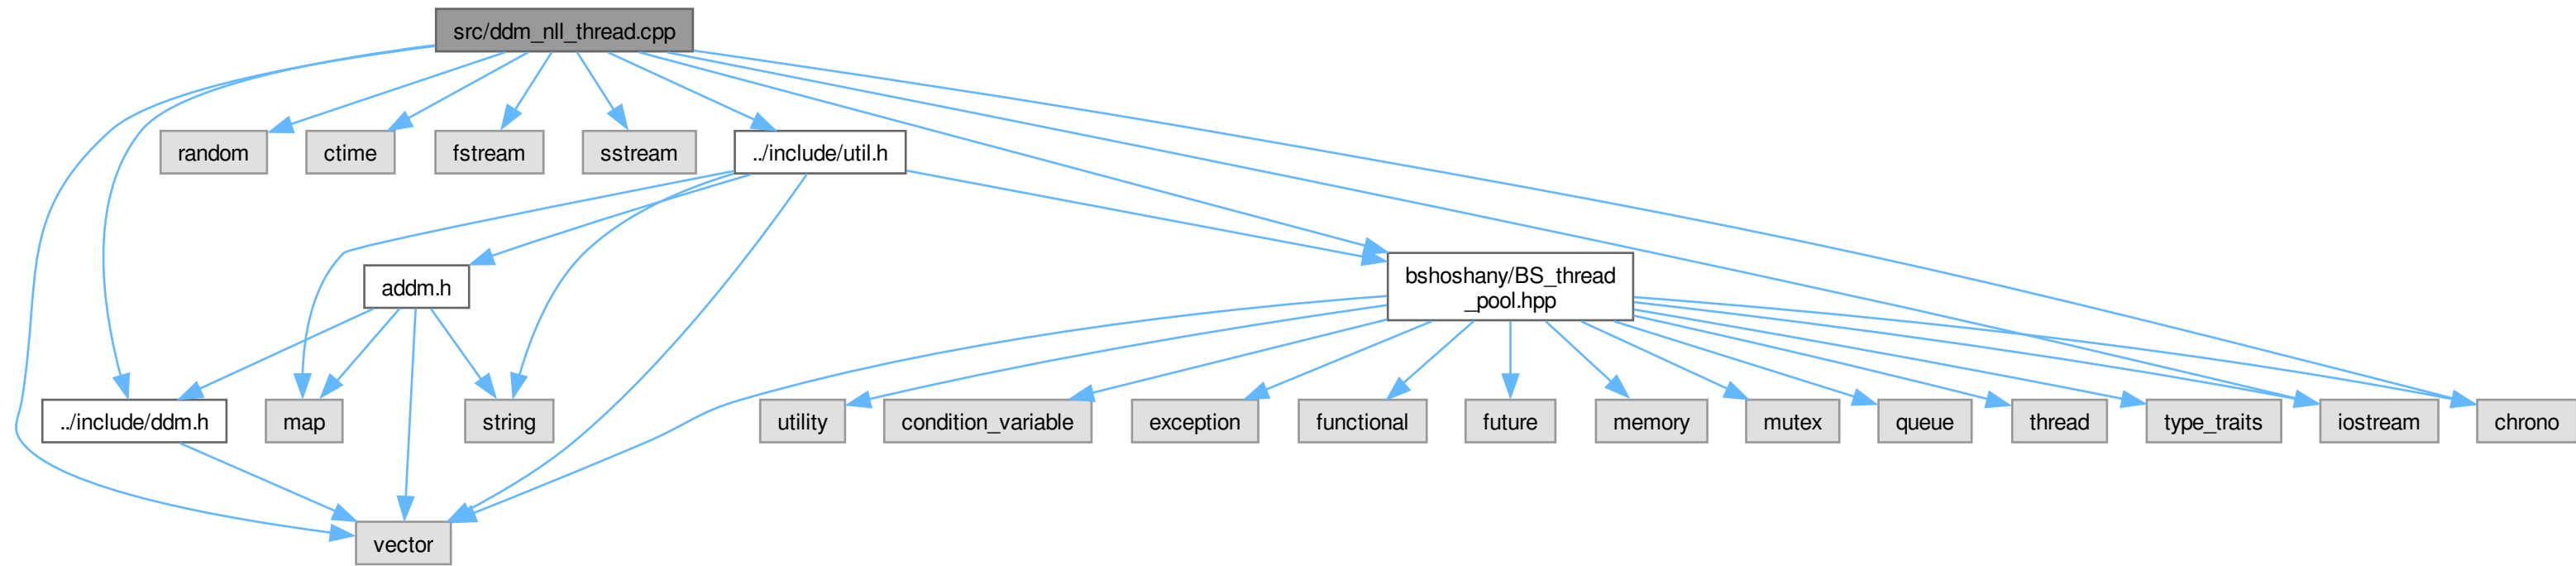 src/ddm_nll_thread.cpp
random
ctime
fstream
sstream
../include/util.h
addm.h
bshoshany/BS_thread
_pool.hpp
../include/ddm.h
map
string
utility
condition_variable
exception
functional
future
memory
mutex
queue
thread
type_traits
iostream
chrono
vector